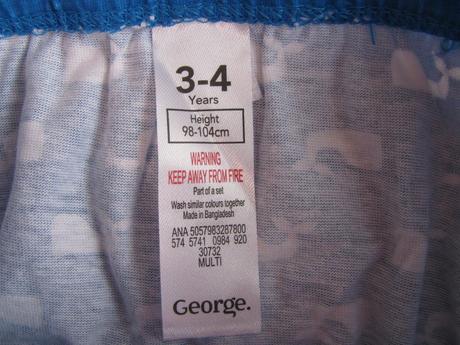 3-4
Years
Height
98-104cm
WARNING
KEEP AWAY FROM FIRE
Part of a set
Wash similar colours together
Made in Bangladesh
ANA 5057983287800
574 5741 0984 920
30732
MULTI
George.